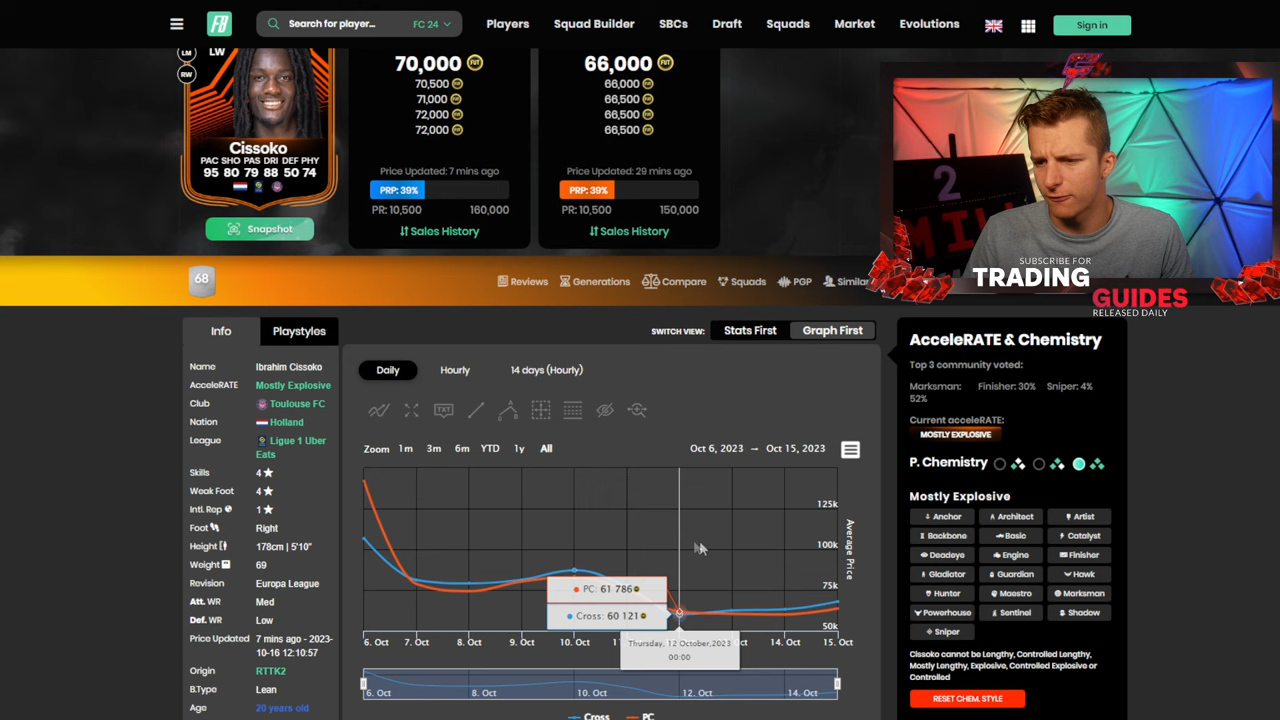 FB
Search for player... FC 24
Players
Squad Builder
SBCs
Draft
Squads
Market
Evolutions
Sign in
LM
RW
LW
Cissoko
PAC SHO PAS DRI DEF PHY
95 80 79 88 50 74
Snapshot
70,000
70,500
71,000
72,000
72,000
Price Updated: 7 mins ago
PRP: 39%
PR: 10,500 160,000
Sales History
66,000
66,000
66,500
66,500
66,500
Price Updated: 29 mins ago
PRP: 39%
PR: 10,500 150,000
Sales History
2
MIL
SUBSCRIBE FOR
TRADING
GUIDES
RELEASED DAILY
68
Reviews
Generations
Compare
Squads
PGP
Similar
Info
Playstyles
Name Ibrahim Cissoko
AcceleRATE Mostly Explosive
Club Toulouse FC
Nation Holland
League Ligue 1 Uber
Eats
Skills 4
Weak Foot 4
Intl. Rep 1
Foot Right
Height 178cm | 5'10"
Weight 69
Revision Europa League
Att. WR Med
Def. WR Low
Price Updated 7 mins ago - 2023-
10-16 12:10:57
Origin RTTK2
B.Type Lean
Age 20 years old
SWITCH VIEW: Stats First Graph First
Daily Hourly 14 days (Hourly)
TXT
Zoom 1m 3m 6m YTD 1y All
Oct 6, 2023 → Oct 15, 2023
125k
100k
75k
50k
Average Price
PC: 61 786
Cross: 60 121
Thursday, 12 October,2023
00:00
6. Oct 7. Oct 8. Oct 9. Oct 10. Oct 11 13. Oct 14. Oct 15. Oct
6. Oct 8. Oct 10. Oct 12. Oct 14. Oct
Cross PC
AcceleRATE & Chemistry
Top 3 community voted:
Marksman: Finisher: 30% Sniper: 4%
52%
Current acceleRATE:
MOSTLY EXPLOSIVE
P. Chemistry
Mostly Explosive
Anchor Architect Artist
Backbone Basic Catalyst
Deadeye Engine Finisher
Gladiator Guardian Hawk
Hunter Maestro Marksman
Powerhouse Sentinel Shadow
Sniper
Cissoko cannot be Lengthy, Controlled Lengthy,
Mostly Lengthy, Explosive, Controlled Explosive or
Controlled
RESET CHEM. STYLE